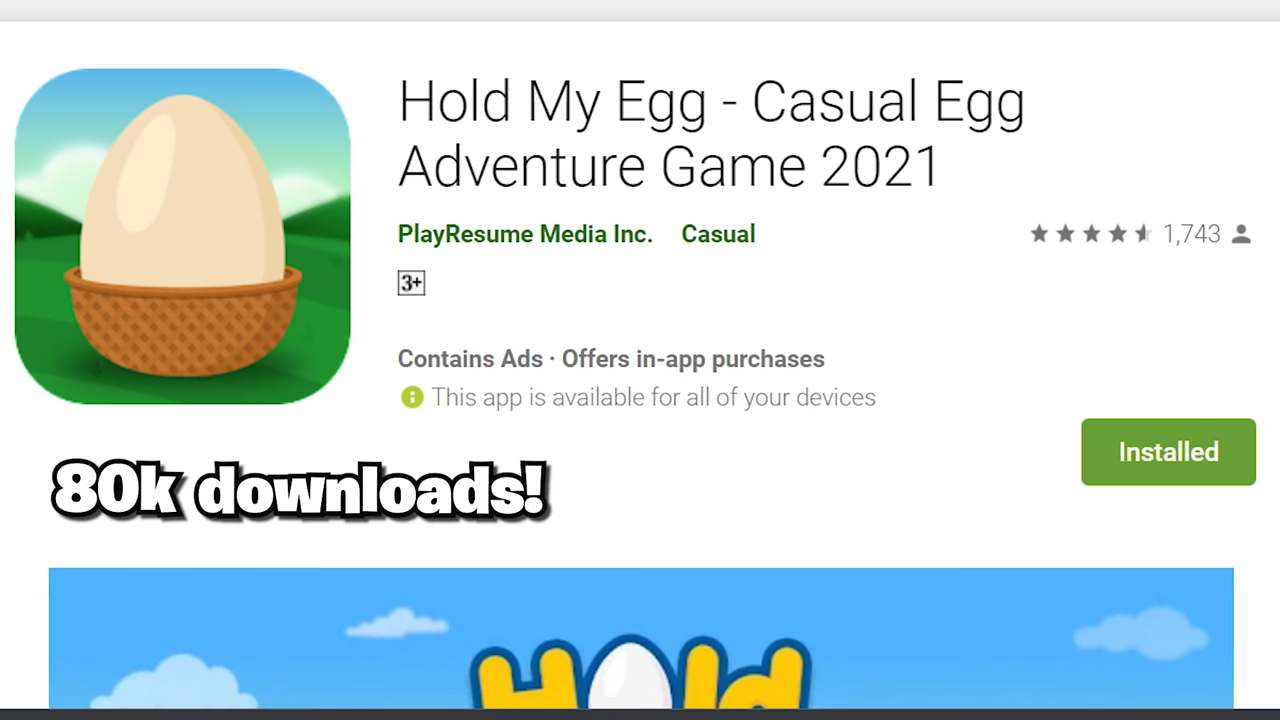 Hold My Egg - Casual Egg
Adventure Game 2021
PlayResume Media Inc. Casual
1,743
3+
Contains Ads · Offers in-app purchases
This app is available for all of your devices
Installed
80k downloads!
Hold